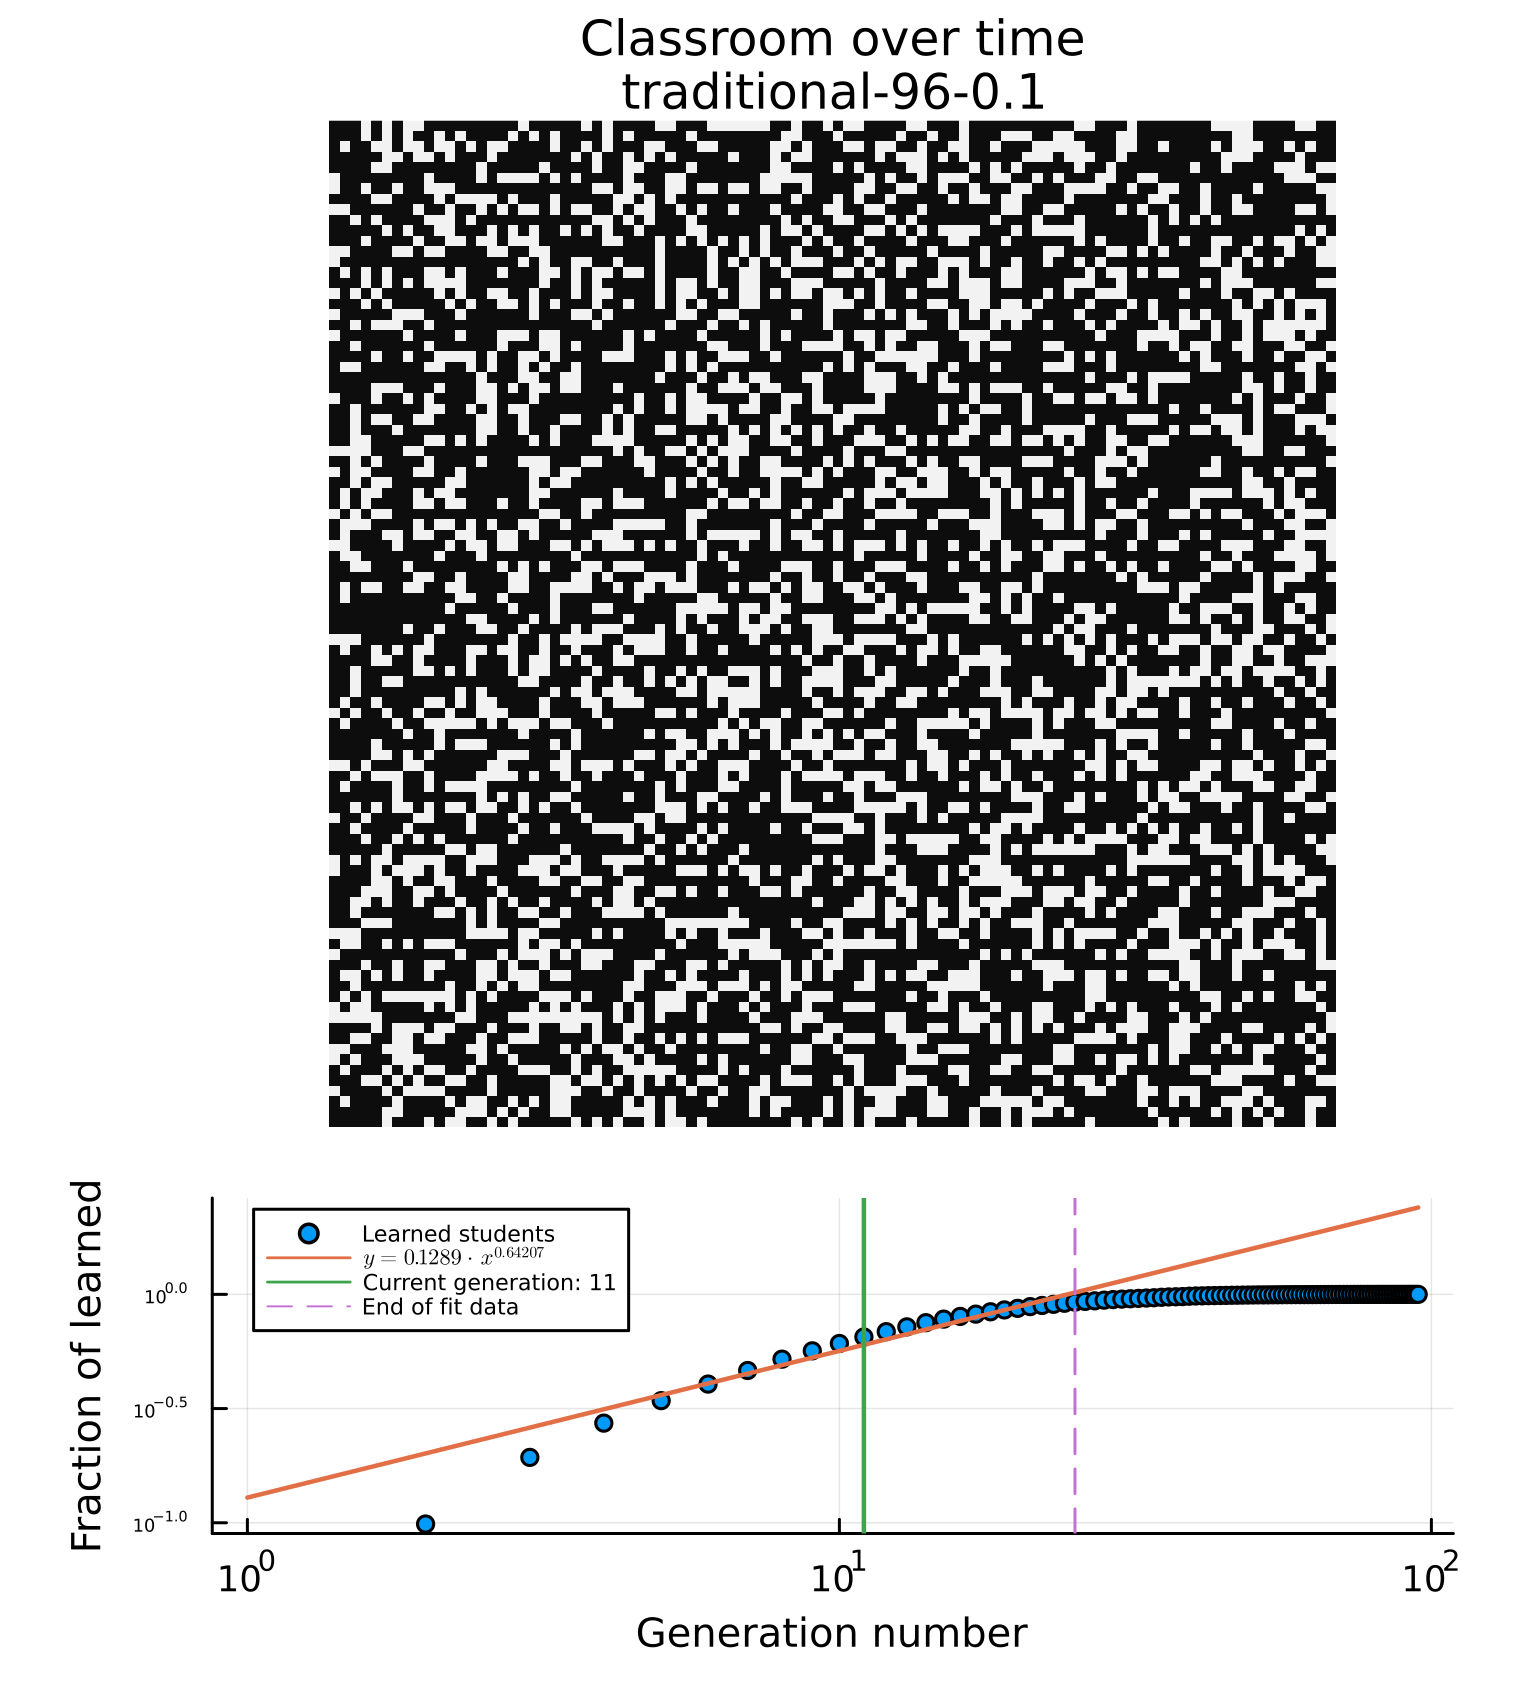 Classroom over time
traditional-96-0.1
Fraction of learned
Learned students
y = 0.1289 · x^0.64207
Current generation: 11
End of fit data
10^0.0
10^−0.5
10^−1.0
10^0
10^1
10^2
Generation number